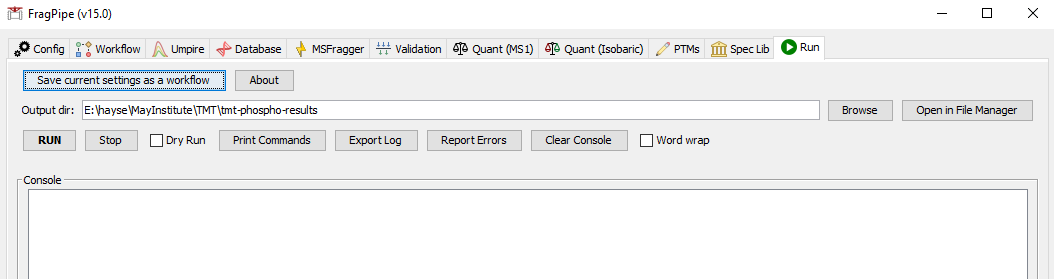 FragPipe (v15.0)
Config Workflow Umpire Database MSFragger Validation Quant (MS1) Quant (Isobaric) PTMs Spec Lib Run
Save current settings as a workflow About
Output dir: E:\hayse\MayInstitute\TMT\tmt-phospho-results Browse Open in File Manager
RUN Stop Dry Run Print Commands Export Log Report Errors Clear Console Word wrap
Console